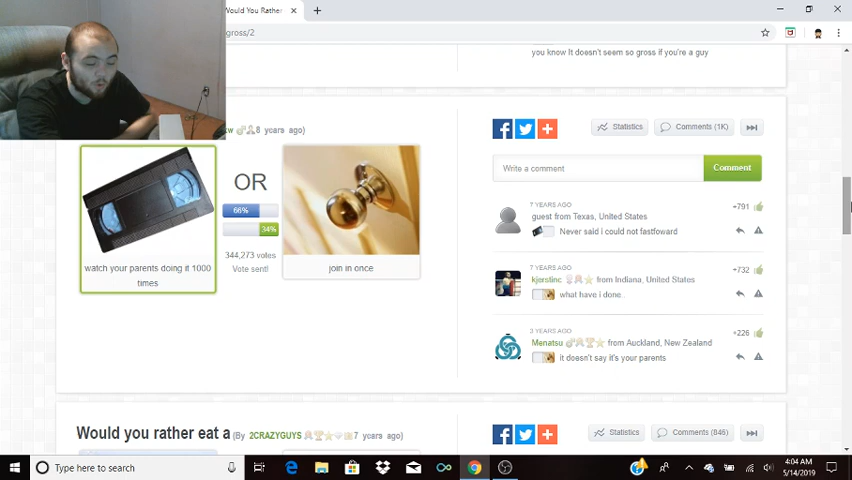 Would You Rather
gross/2
you know It doesn't seem so gross if you're a guy
8 years ago)
Statistics
Comments (1K)
OR
66%
34%
344,273 votes
Vote sent!
watch your parents doing it 1000
times
join in once
Write a comment
Comment
7 YEARS AGO
+791
guest from Texas, United States
Never said i could not fastfoward
7 YEARS AGO
+732
kjerstinc from Indiana, United States
what have i done..
3 YEARS AGO
+226
Menatsu from Auckland, New Zealand
it doesn't say it's your parents
Would you rather eat a (By 2CRAZYGUYS 7 years ago)
Statistics
Comments (846)
Type here to search
4:04 AM
5/14/2019